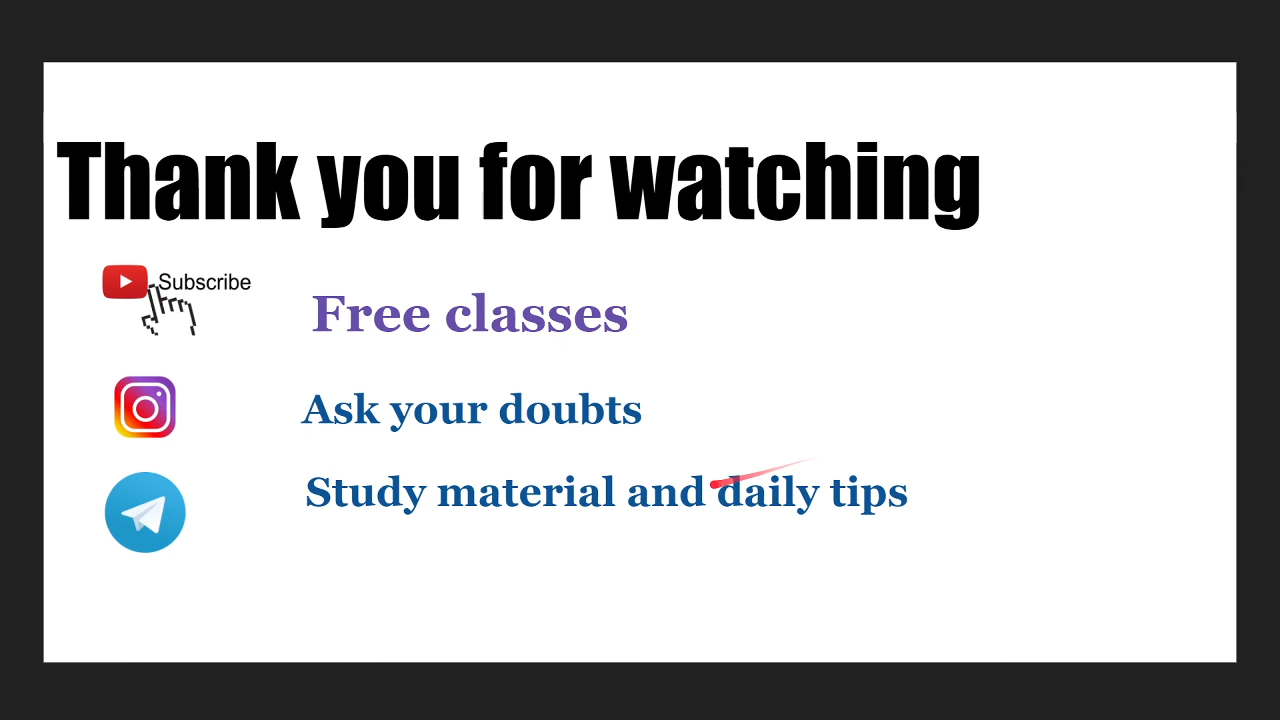 Thank you for watching
Subscribe
Free classes
Ask your doubts
Study material and daily tips